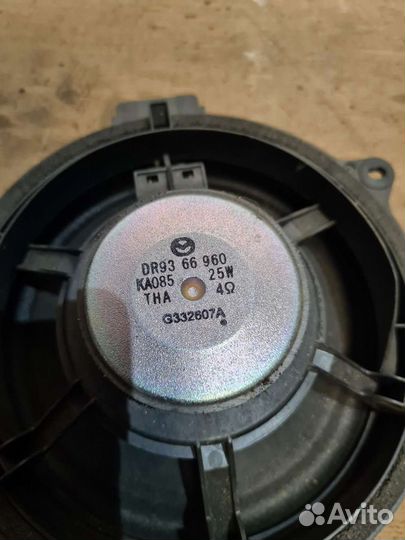 DR93 66 960
KA085 25W
THA 4Ω
G332607A
Avito